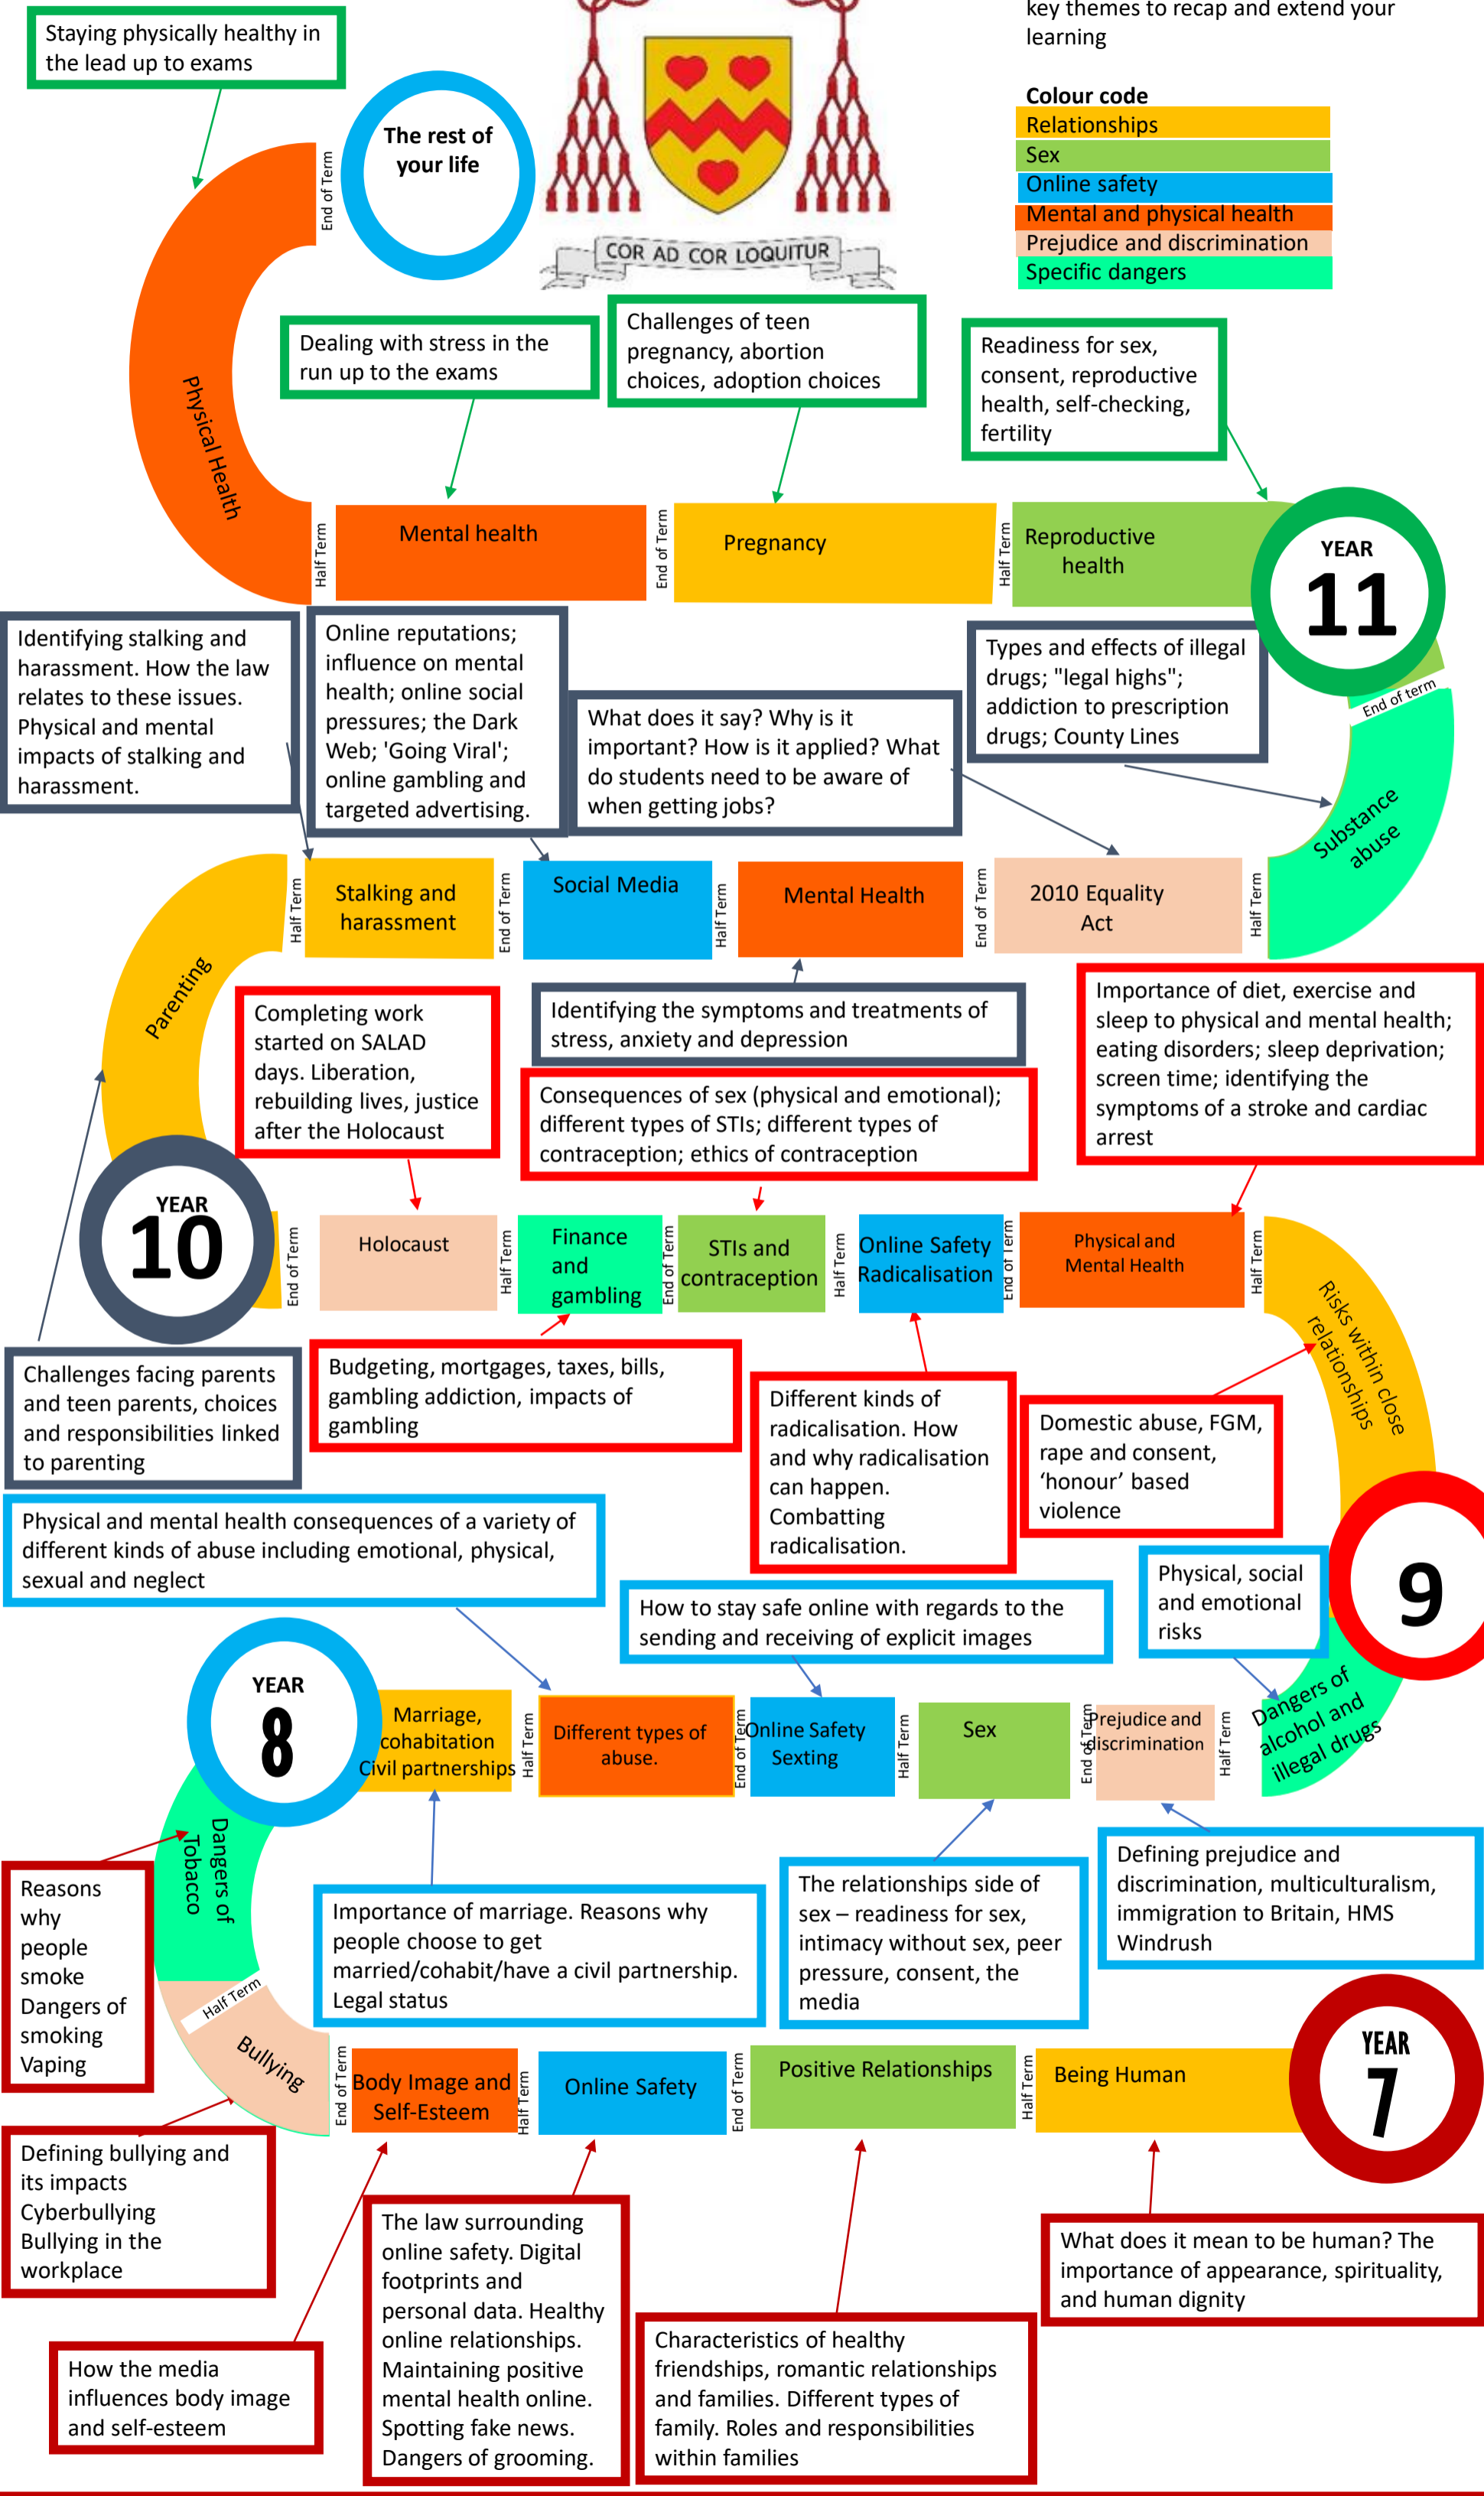 key themes to recap and extend your
learning
Staying physically healthy in
the lead up to exams
The rest of
your life
End of Term
COR AD COR LOQUITUR
Colour code
Relationships
Sex
Online safety
Mental and physical health
Prejudice and discrimination
Specific dangers
Dealing with stress in the
run up to the exams
Challenges of teen
pregnancy, abortion
choices, adoption choices
Readiness for sex,
consent, reproductive
health, self-checking,
fertility
Physical Health
Half Term
Mental health
End of Term
Pregnancy
Half Term
Reproductive
health
YEAR
11
Identifying stalking and
harassment. How the law
relates to these issues.
Physical and mental
impacts of stalking and
harassment.
Online reputations;
influence on mental
health; online social
pressures; the Dark
Web; 'Going Viral';
online gambling and
targeted advertising.
What does it say? Why is it
important? How is it applied? What
do students need to be aware of
when getting jobs?
Types and effects of illegal
drugs; "legal highs";
addiction to prescription
drugs; County Lines
End of term
Substance
abuse
Parenting
Half Term
Stalking and
harassment
End of Term
Social Media
Half Term
Mental Health
End of Term
2010 Equality
Act
Half Term
Completing work
started on SALAD
days. Liberation,
rebuilding lives, justice
after the Holocaust
Identifying the symptoms and treatments of
stress, anxiety and depression
Consequences of sex (physical and emotional);
different types of STIs; different types of
contraception; ethics of contraception
Importance of diet, exercise and
sleep to physical and mental health;
eating disorders; sleep deprivation;
screen time; identifying the
symptoms of a stroke and cardiac
arrest
YEAR
10
End of Term
Holocaust
Half Term
Finance
and
gambling
End of Term
STIs and
contraception
Half Term
Online Safety
Radicalisation
End of Term
Physical and
Mental Health
Half Term
Risks within close
relationships
Challenges facing parents
and teen parents, choices
and responsibilities linked
to parenting
Budgeting, mortgages, taxes, bills,
gambling addiction, impacts of
gambling
Different kinds of
radicalisation. How
and why radicalisation
can happen.
Combatting
radicalisation.
Domestic abuse, FGM,
rape and consent,
‘honour’ based
violence
9
Physical and mental health consequences of a variety of
different kinds of abuse including emotional, physical,
sexual and neglect
How to stay safe online with regards to the
sending and receiving of explicit images
Physical, social
and emotional
risks
YEAR
8
Marriage,
cohabitation
Civil partnerships
Half Term
Different types of
abuse.
End of Term
Online Safety
Sexting
Half Term
Sex
End of Term
Prejudice and
discrimination
Half Term
Dangers of
alcohol and
illegal drugs
Dangers of
Tobacco
Reasons
why
people
smoke
Dangers of
smoking
Vaping
Importance of marriage. Reasons why
people choose to get
married/cohabit/have a civil partnership.
Legal status
The relationships side of
sex – readiness for sex,
intimacy without sex, peer
pressure, consent, the
media
Defining prejudice and
discrimination, multiculturalism,
immigration to Britain, HMS
Windrush
Half Term
Bullying
End of Term
Body Image and
Self-Esteem
Half Term
Online Safety
End of Term
Positive Relationships
Half Term
Being Human
YEAR
7
Defining bullying and
its impacts
Cyberbullying
Bullying in the
workplace
How the media
influences body image
and self-esteem
The law surrounding
online safety. Digital
footprints and
personal data. Healthy
online relationships.
Maintaining positive
mental health online.
Spotting fake news.
Dangers of grooming.
Characteristics of healthy
friendships, romantic relationships
and families. Different types of
family. Roles and responsibilities
within families
What does it mean to be human? The
importance of appearance, spirituality,
and human dignity